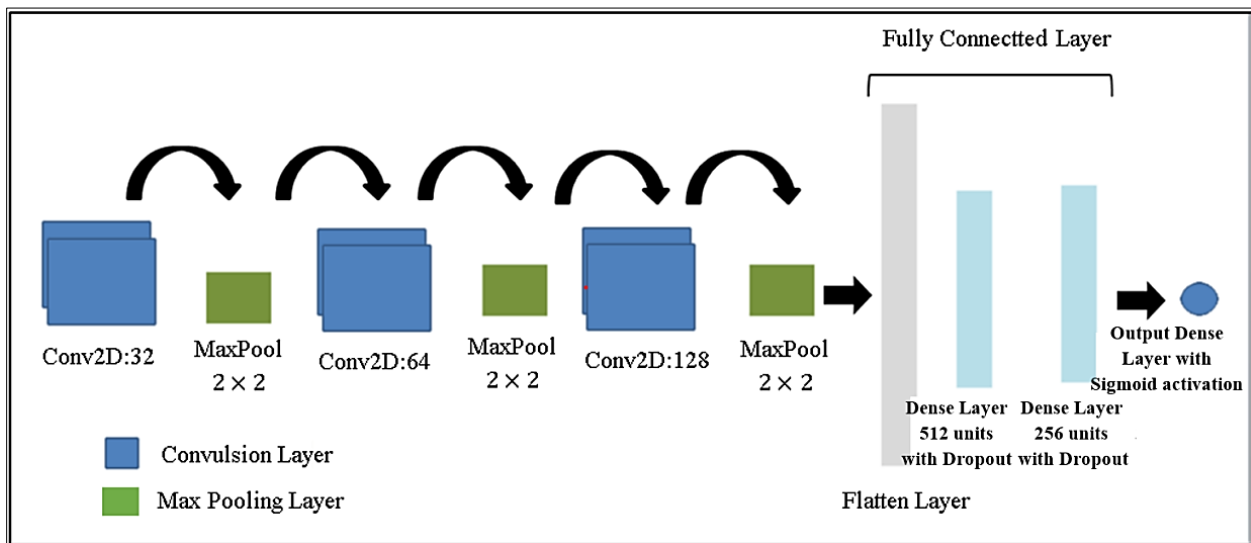 Fully Connectted Layer
Conv2D:32
MaxPool
2 × 2
Conv2D:64
MaxPool
2 × 2
Conv2D:128
MaxPool
2 × 2
Output Dense
Layer with
Sigmoid activation
Dense Layer
512 units
with Dropout
Dense Layer
256 units
with Dropout
Flatten Layer
Convulsion Layer
Max Pooling Layer